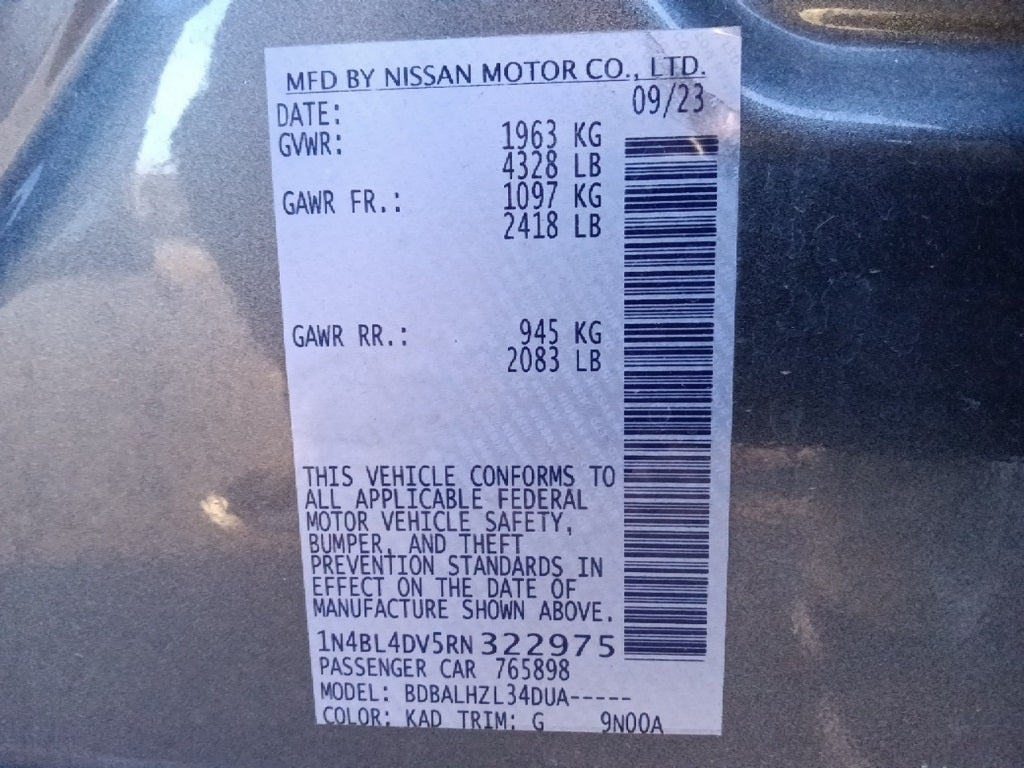 MFD BY NISSAN MOTOR CO., LTD.
DATE: 09/23
GVWR: 1963 KG
4328 LB
GAWR FR.: 1097 KG
2418 LB
GAWR RR.: 945 KG
2083 LB
THIS VEHICLE CONFORMS TO
ALL APPLICABLE FEDERAL
MOTOR VEHICLE SAFETY,
BUMPER, AND THEFT
PREVENTION STANDARDS IN
EFFECT ON THE DATE OF
MANUFACTURE SHOWN ABOVE.
1N4BL4DV5RN322975
PASSENGER CAR 765898
MODEL: BDBALHZL34DUA-----
COLOR: KAD TRIM: G 9N00A